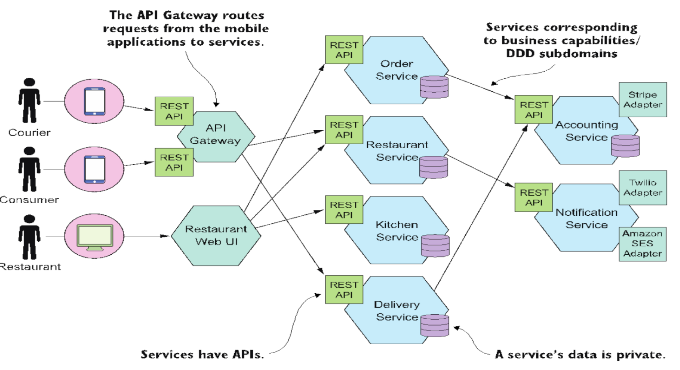 The API Gateway routes
requests from the mobile
applications to services.
Services corresponding
to business capabilities/
DDD subdomains
REST
API
Order
Service
Stripe
Adapter
Courier
REST
API
API
Gateway
REST
API
Accounting
Service
REST
API
Restaurant
Service
Consumer
REST
API
Twilio
Adapter
REST
API
Notification
Service
Restaurant
Web UI
REST
API
Kitchen
Service
Amazon
SES
Adapter
Restaurant
REST
API
Delivery
Service
Services have APIs.
A service's data is private.